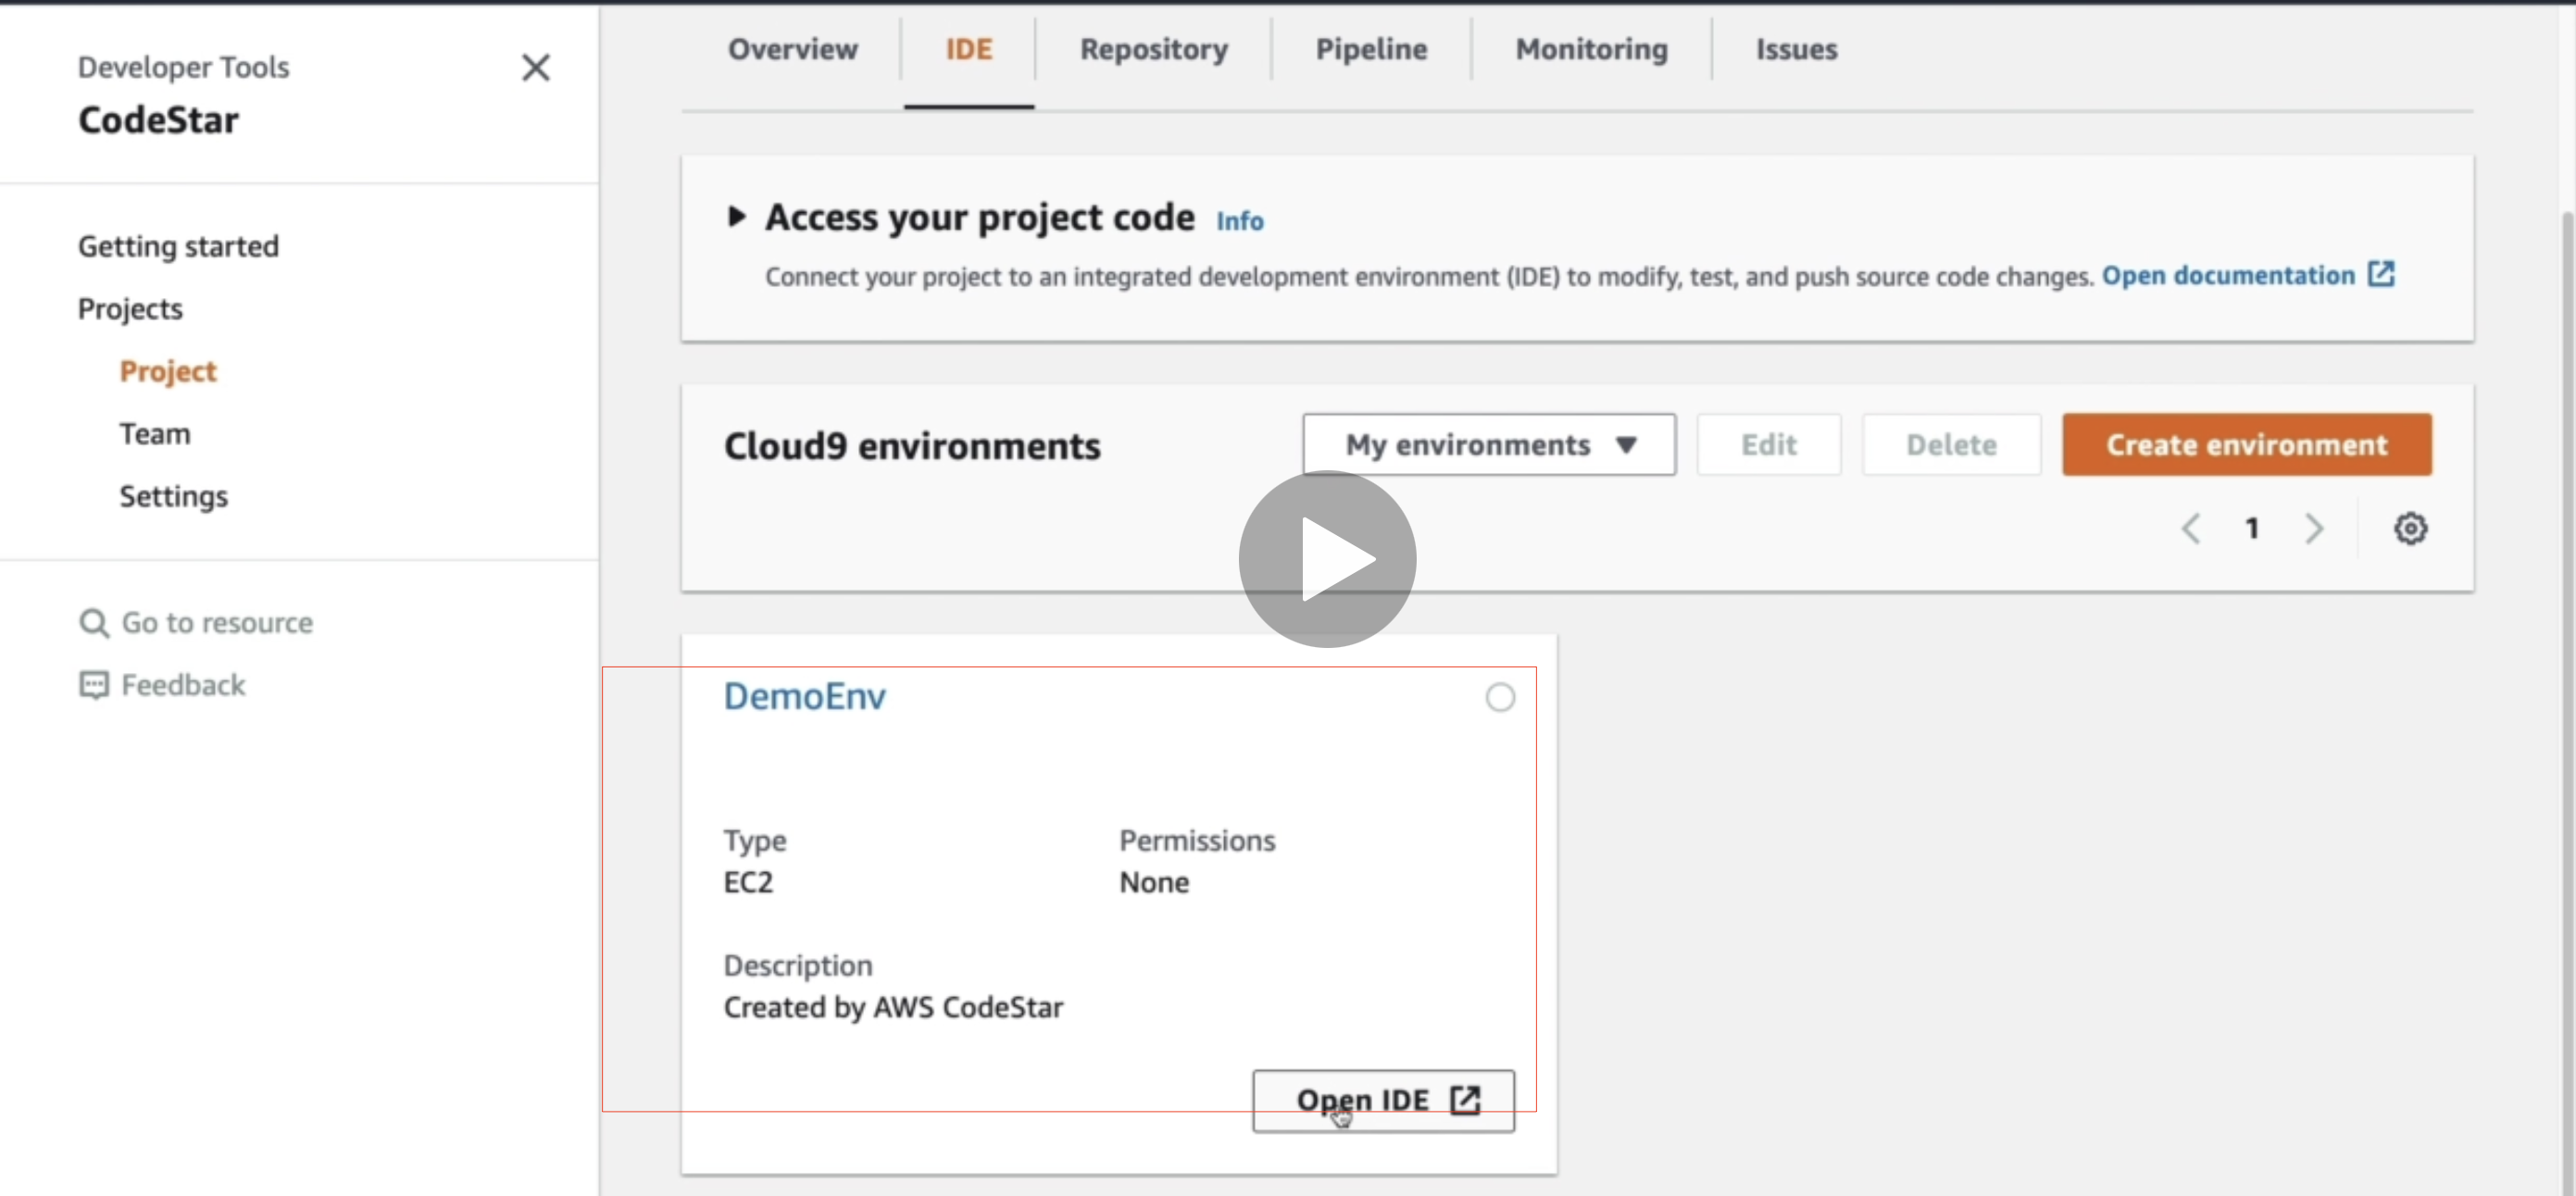 Developer Tools
CodeStar
Getting started
Projects
Project
Team
Settings
Go to resource
Feedback
Overview
IDE
Repository
Pipeline
Monitoring
Issues
Access your project code Info
Connect your project to an integrated development environment (IDE) to modify, test, and push source code changes. Open documentation
Cloud9 environments
My environments
Edit
Delete
Create environment
1
DemoEnv
Type
EC2
Permissions
None
Description
Created by AWS CodeStar
Open IDE